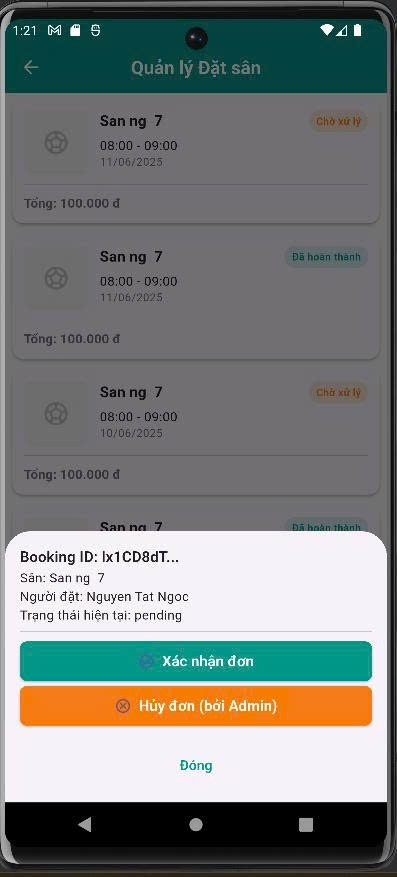 1:21
Quản lý Đặt sân
San ng 7
Chờ xử lý
08:00 - 09:00
11/06/2025
Tổng: 100.000 đ
San ng 7
Đã hoàn thành
08:00 - 09:00
11/06/2025
Tổng: 100.000 đ
San ng 7
Chờ xử lý
08:00 - 09:00
10/06/2025
Tổng: 100.000 đ
San ng 7
Đã hoàn thành
Booking ID: lx1CD8dT...
Sân: San ng 7
Người đặt: Nguyen Tat Ngoc
Trạng thái hiện tại: pending
Xác nhận đơn
Hủy đơn (bởi Admin)
Đóng